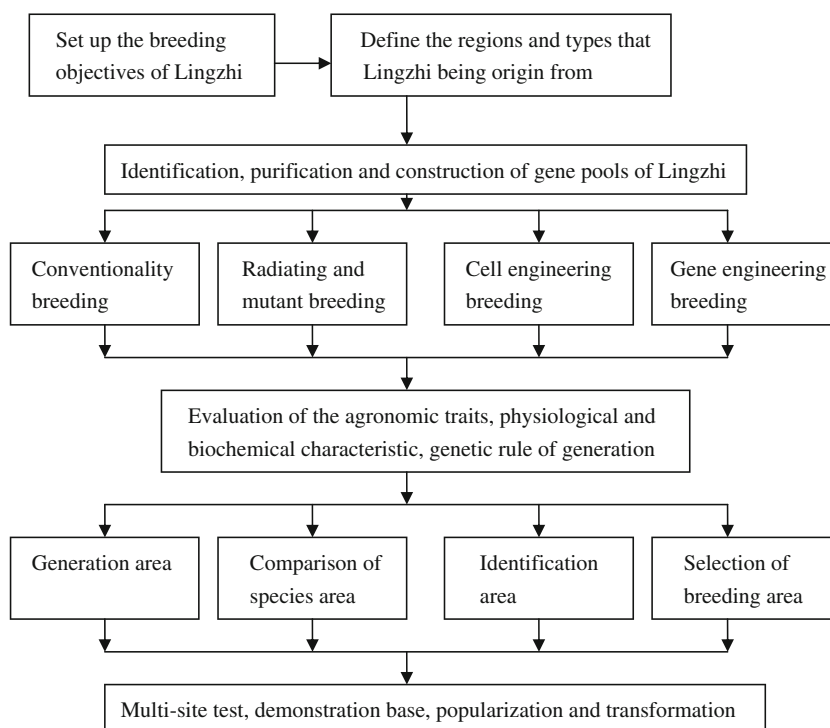 Set up the breeding
objectives of Lingzhi
Define the regions and types that
Lingzhi being origin from
Identification, purification and construction of gene pools of Lingzhi
Conventionality
breeding
Radiating and
mutant breeding
Cell engineering
breeding
Gene engineering
breeding
Evaluation of the agronomic traits, physiological and
biochemical characteristic, genetic rule of generation
Generation area
Comparison of
species area
Identification
area
Selection of
breeding area
Multi-site test, demonstration base, popularization and transformation